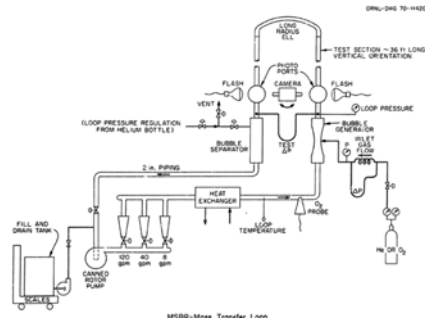 ORNL-DWG 70-11420
LONG
RADIUS
ELL
TEST SECTION ~36 ft LONG
VERTICAL ORIENTATION
PHOTO
PORTS
FLASH
CAMERA
FLASH
VENT
LOOP PRESSURE
(LOOP PRESSURE REGULATION
FROM HELIUM BOTTLE)
BUBBLE
GENERATOR
BUBBLE
SEPARATOR
TEST
ΔP
P
INLET
GAS
FLOW
ΔP
2 in. PIPING
HEAT
EXCHANGER
O2
PROBE
LOOP
TEMPERATURE
FILL AND
DRAIN TANK
CANNED
ROTOR
PUMP
120
gpm
40
gpm
8
gpm
He OR O2
SCALES
MSBR-Mass Transfer Loop